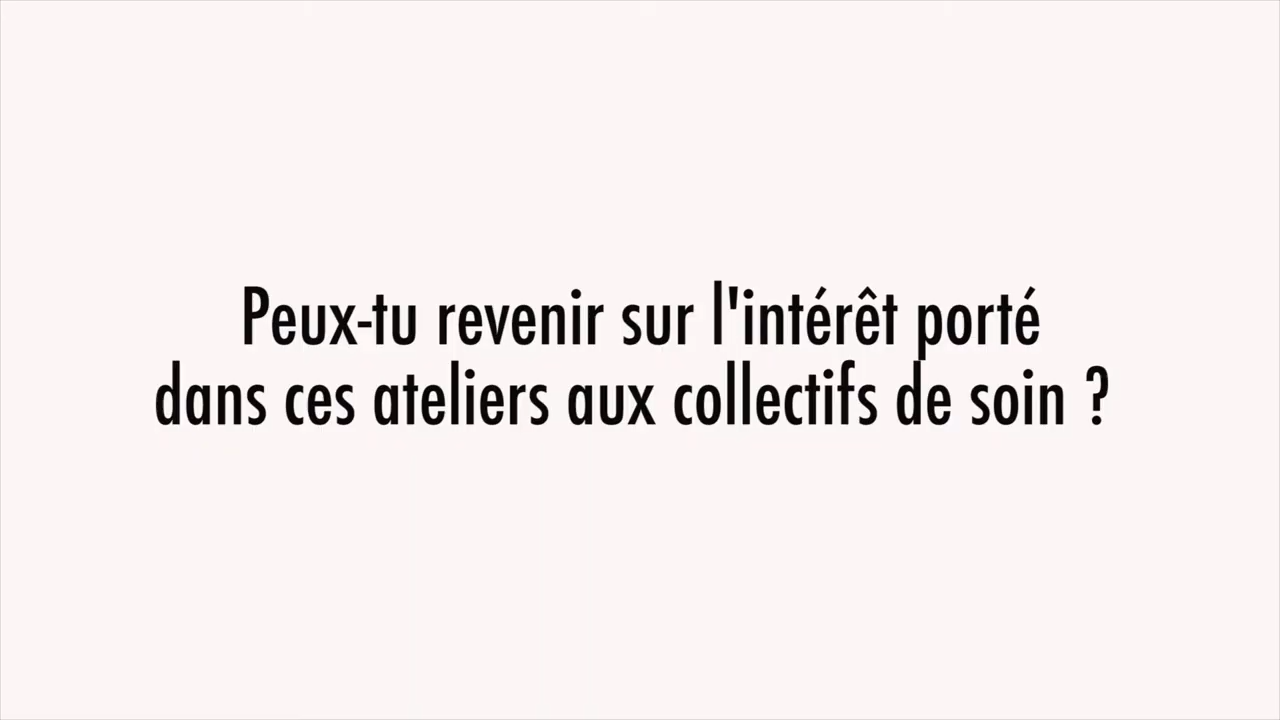 Peux-tu revenir sur l'intérêt porté
dans ces ateliers aux collectifs de soin ?